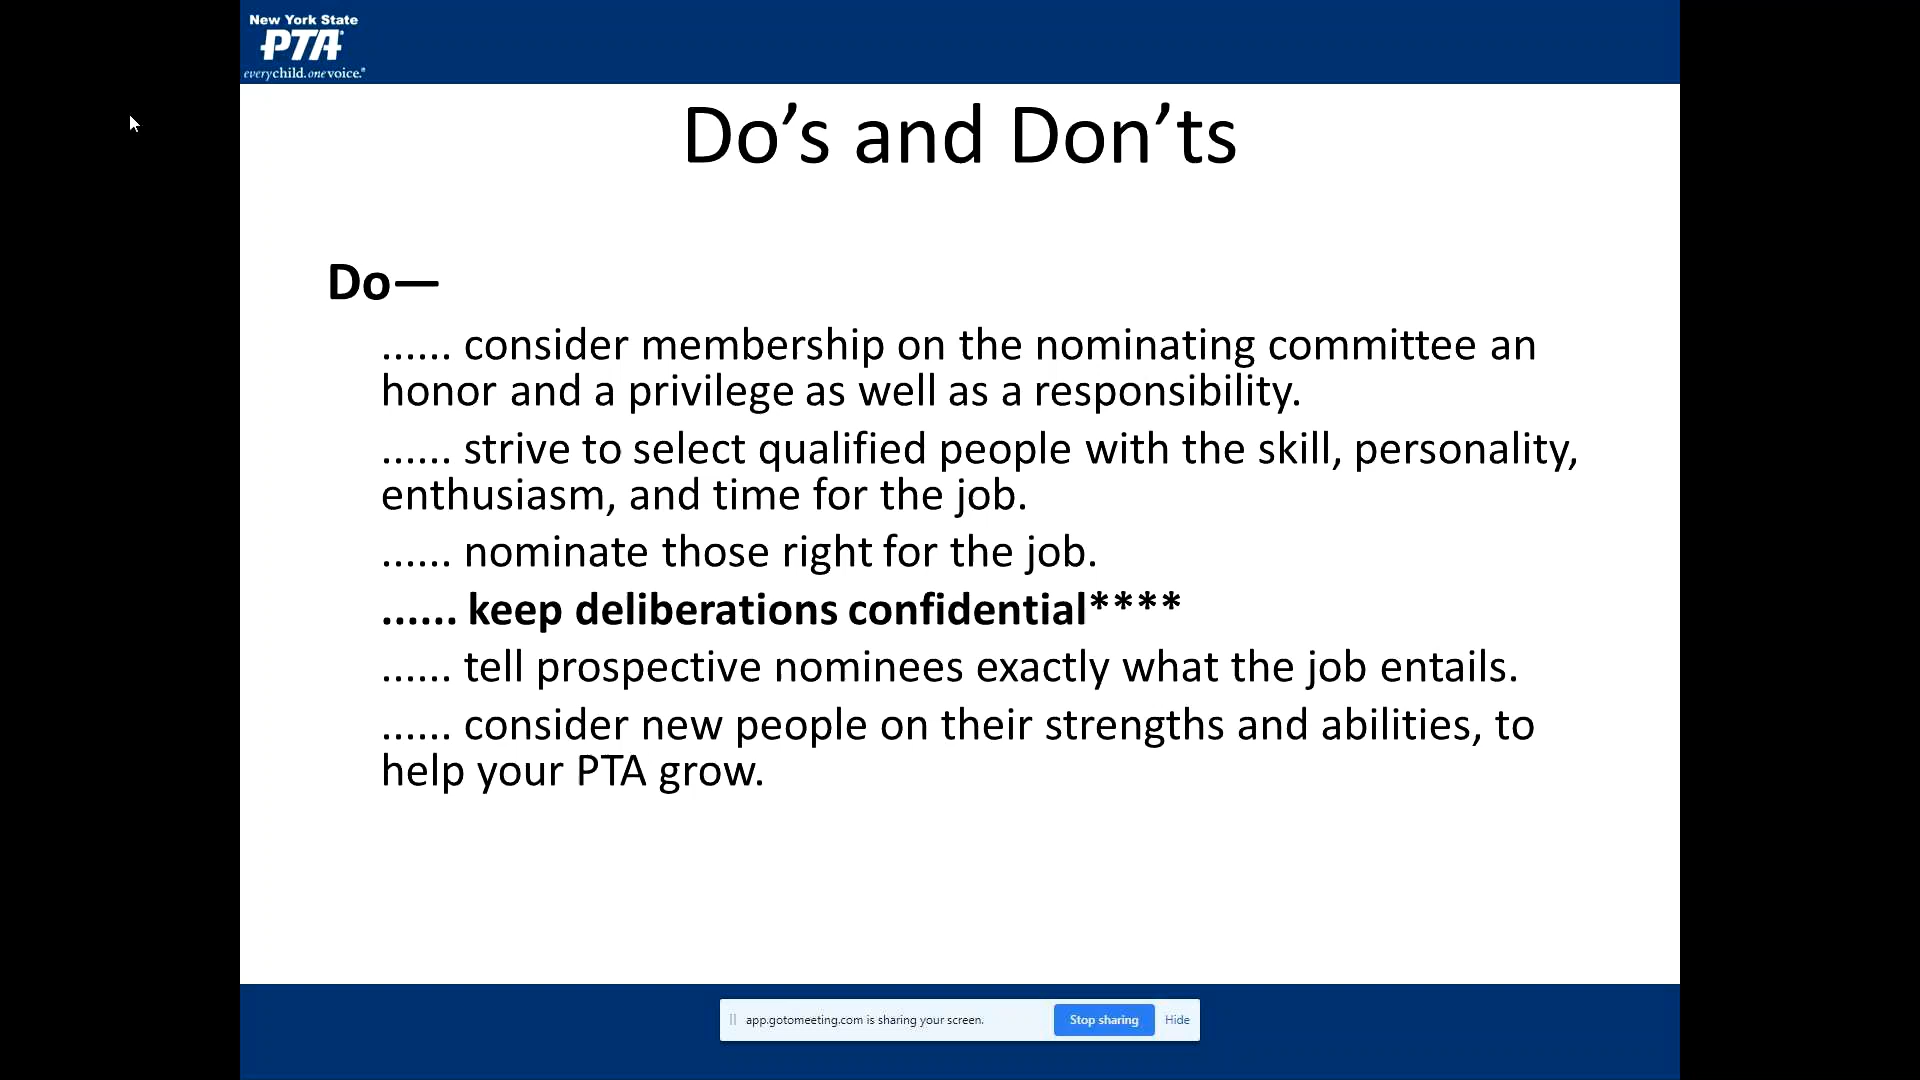 New York State
PTA®
everychild.onevoice.®
Do’s and Don’ts
Do—
...... consider membership on the nominating committee an
honor and a privilege as well as a responsibility.
...... strive to select qualified people with the skill, personality,
enthusiasm, and time for the job.
...... nominate those right for the job.
...... keep deliberations confidential****
...... tell prospective nominees exactly what the job entails.
...... consider new people on their strengths and abilities, to
help your PTA grow.
app.gotomeeting.com is sharing your screen.
Stop sharing
Hide